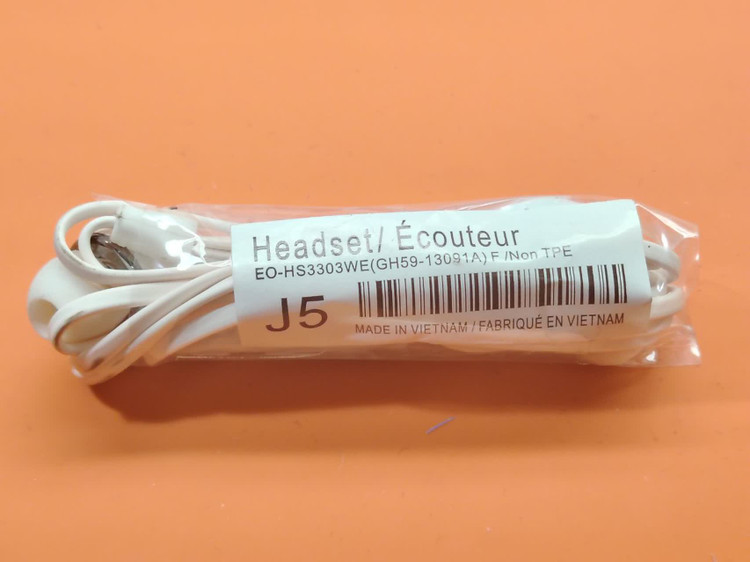 Headset/ Écouteur
EO-HS3303WE(GH59-13091A) F /Non TPE
J5
MADE IN VIETNAM / FABRIQUÉ EN VIETNAM